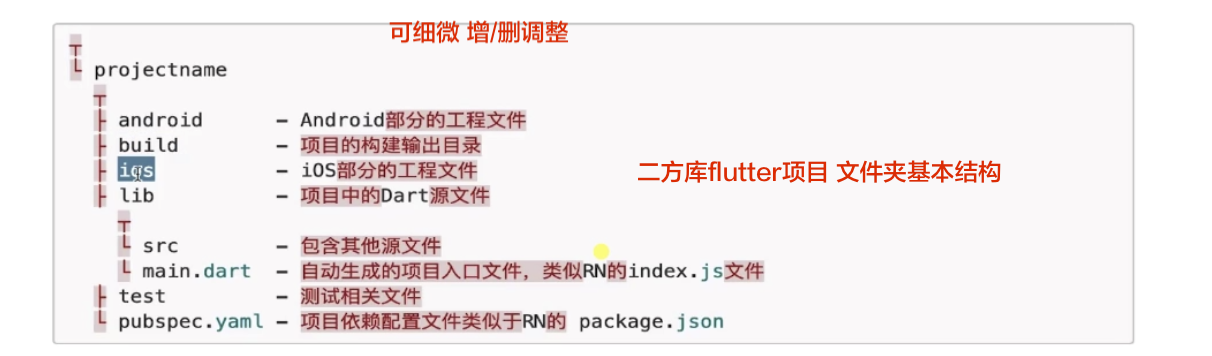 可细微 增/删调整
projectname
android - Android部分的工程文件
build - 项目的构建输出目录
ios - iOS部分的工程文件
二方库flutter项目 文件夹基本结构
lib - 项目中的Dart源文件
src - 包含其他源文件
main.dart - 自动生成的项目入口文件，类似RN的index.js文件
test - 测试相关文件
pubspec.yaml - 项目依赖配置文件类似于RN的 package.json